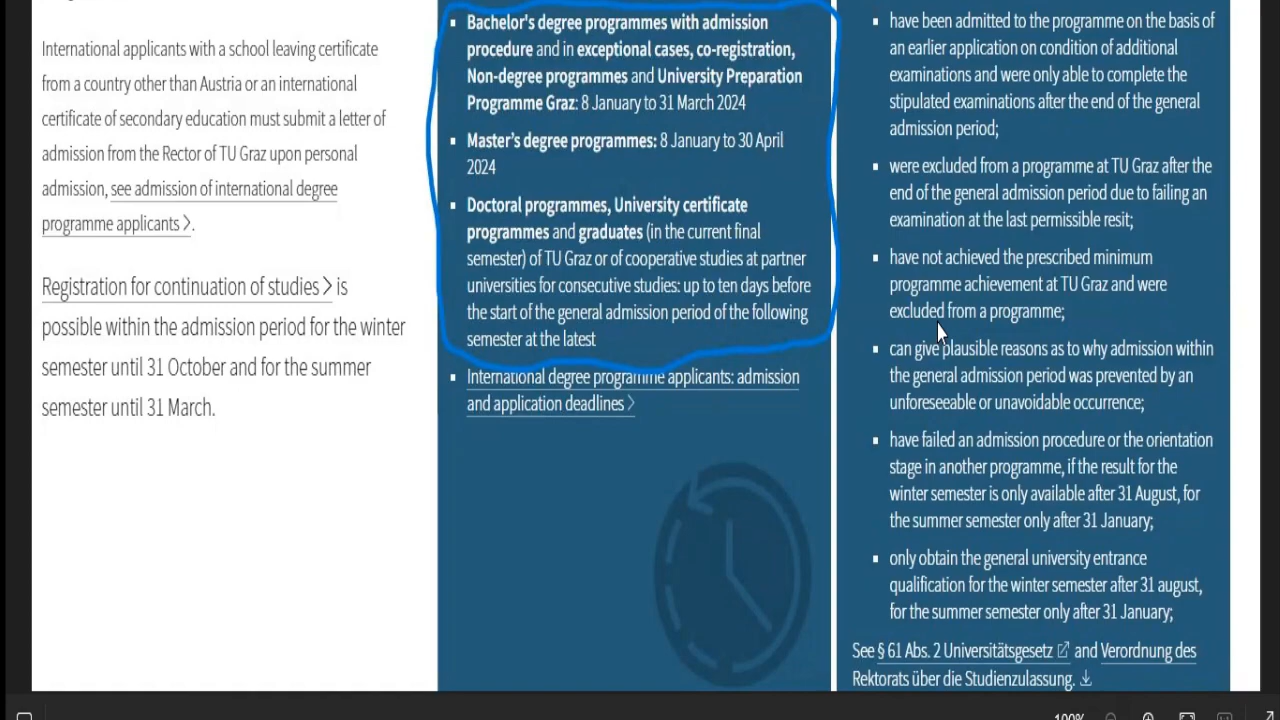 International applicants with a school leaving certificate
from a country other than Austria or an international
certificate of secondary education must submit a letter of
admission from the Rector of TU Graz upon personal
admission, see admission of international degree
programme applicants >.
Registration for continuation of studies > is
possible within the admission period for the winter
semester until 31 October and for the summer
semester until 31 March.
▪ Bachelor's degree programmes with admission
procedure and in exceptional cases, co-registration,
Non-degree programmes and University Preparation
Programme Graz: 8 January to 31 March 2024
▪ Master's degree programmes: 8 January to 30 April
2024
▪ Doctoral programmes, University certificate
programmes and graduates (in the current final
semester) of TU Graz or of cooperative studies at partner
universities for consecutive studies: up to ten days before
the start of the general admission period of the following
semester at the latest
▪ International degree programme applicants: admission
and application deadlines >
▪ have been admitted to the programme on the basis of
an earlier application on condition of additional
examinations and were only able to complete the
stipulated examinations after the end of the general
admission period;
▪ were excluded from a programme at TU Graz after the
end of the general admission period due to failing an
examination at the last permissible resit;
▪ have not achieved the prescribed minimum
programme achievement at TU Graz and were
excluded from a programme;
▪ can give plausible reasons as to why admission within
the general admission period was prevented by an
unforeseeable or unavoidable occurrence;
▪ have failed an admission procedure or the orientation
stage in another programme, if the result for the
winter semester is only available after 31 August, for
the summer semester only after 31 January;
▪ only obtain the general university entrance
qualification for the winter semester after 31 august,
for the summer semester only after 31 January;
See § 61 Abs. 2 Universitätsgesetz and Verordnung des
Rektorats über die Studienzulassung.
100%